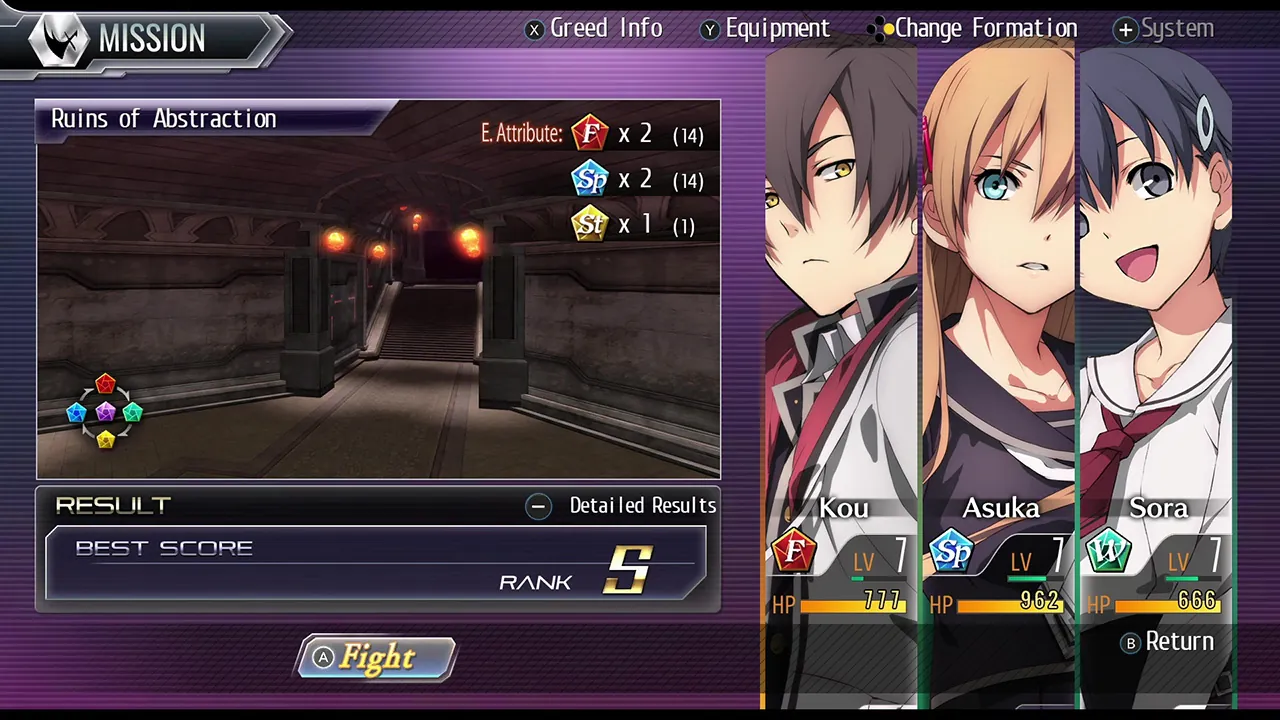 MISSION
X Greed Info Y Equipment Change Formation + System
Ruins of Abstraction
E. Attribute: F x 2 (14)
Sp x 2 (14)
St x 1 (1)
RESULT - Detailed Results
BEST SCORE
RANK S
A Fight
Kou
F LV 7
HP 777
Asuka
Sp LV 7
HP 962
Sora
W LV 7
HP 666
B Return